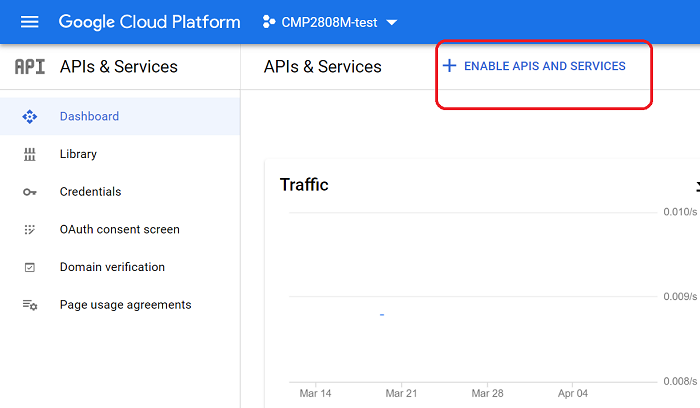 Google Cloud Platform CMP2808M-test
API APIs & Services
APIs & Services
+ ENABLE APIS AND SERVICES
Dashboard
Library
Credentials
OAuth consent screen
Domain verification
Page usage agreements
Traffic
0.010/s
0.009/s
0.008/s
Mar 14 Mar 21 Mar 28 Apr 04